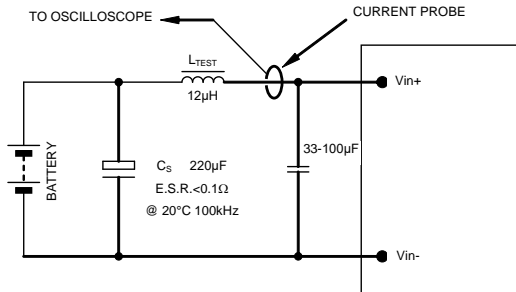 TO OSCILLOSCOPE
CURRENT PROBE
LTEST
12µH
Vin+
BATTERY
CS 220µF
E.S.R.<0.1Ω
@ 20°C 100kHz
33-100µF
Vin-